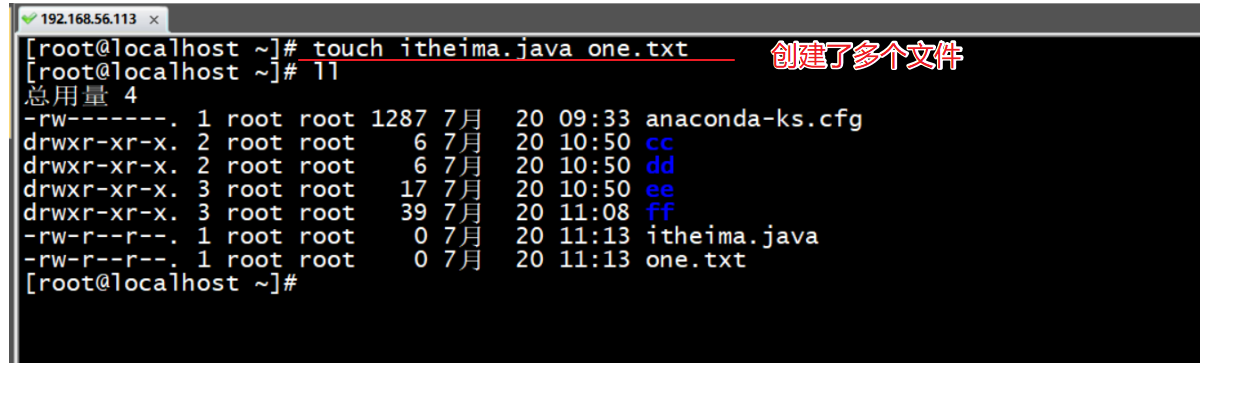 192.168.56.113 ×
[root@localhost ~]# touch itheima.java one.txt 创建了多个文件
[root@localhost ~]# ll
总用量 4
-rw-------. 1 root root 1287 7月 20 09:33 anaconda-ks.cfg
drwxr-xr-x. 2 root root 6 7月 20 10:50 cc
drwxr-xr-x. 2 root root 6 7月 20 10:50 dd
drwxr-xr-x. 3 root root 17 7月 20 10:50 ee
drwxr-xr-x. 3 root root 39 7月 20 11:08 ff
-rw-r--r--. 1 root root 0 7月 20 11:13 itheima.java
-rw-r--r--. 1 root root 0 7月 20 11:13 one.txt
[root@localhost ~]#